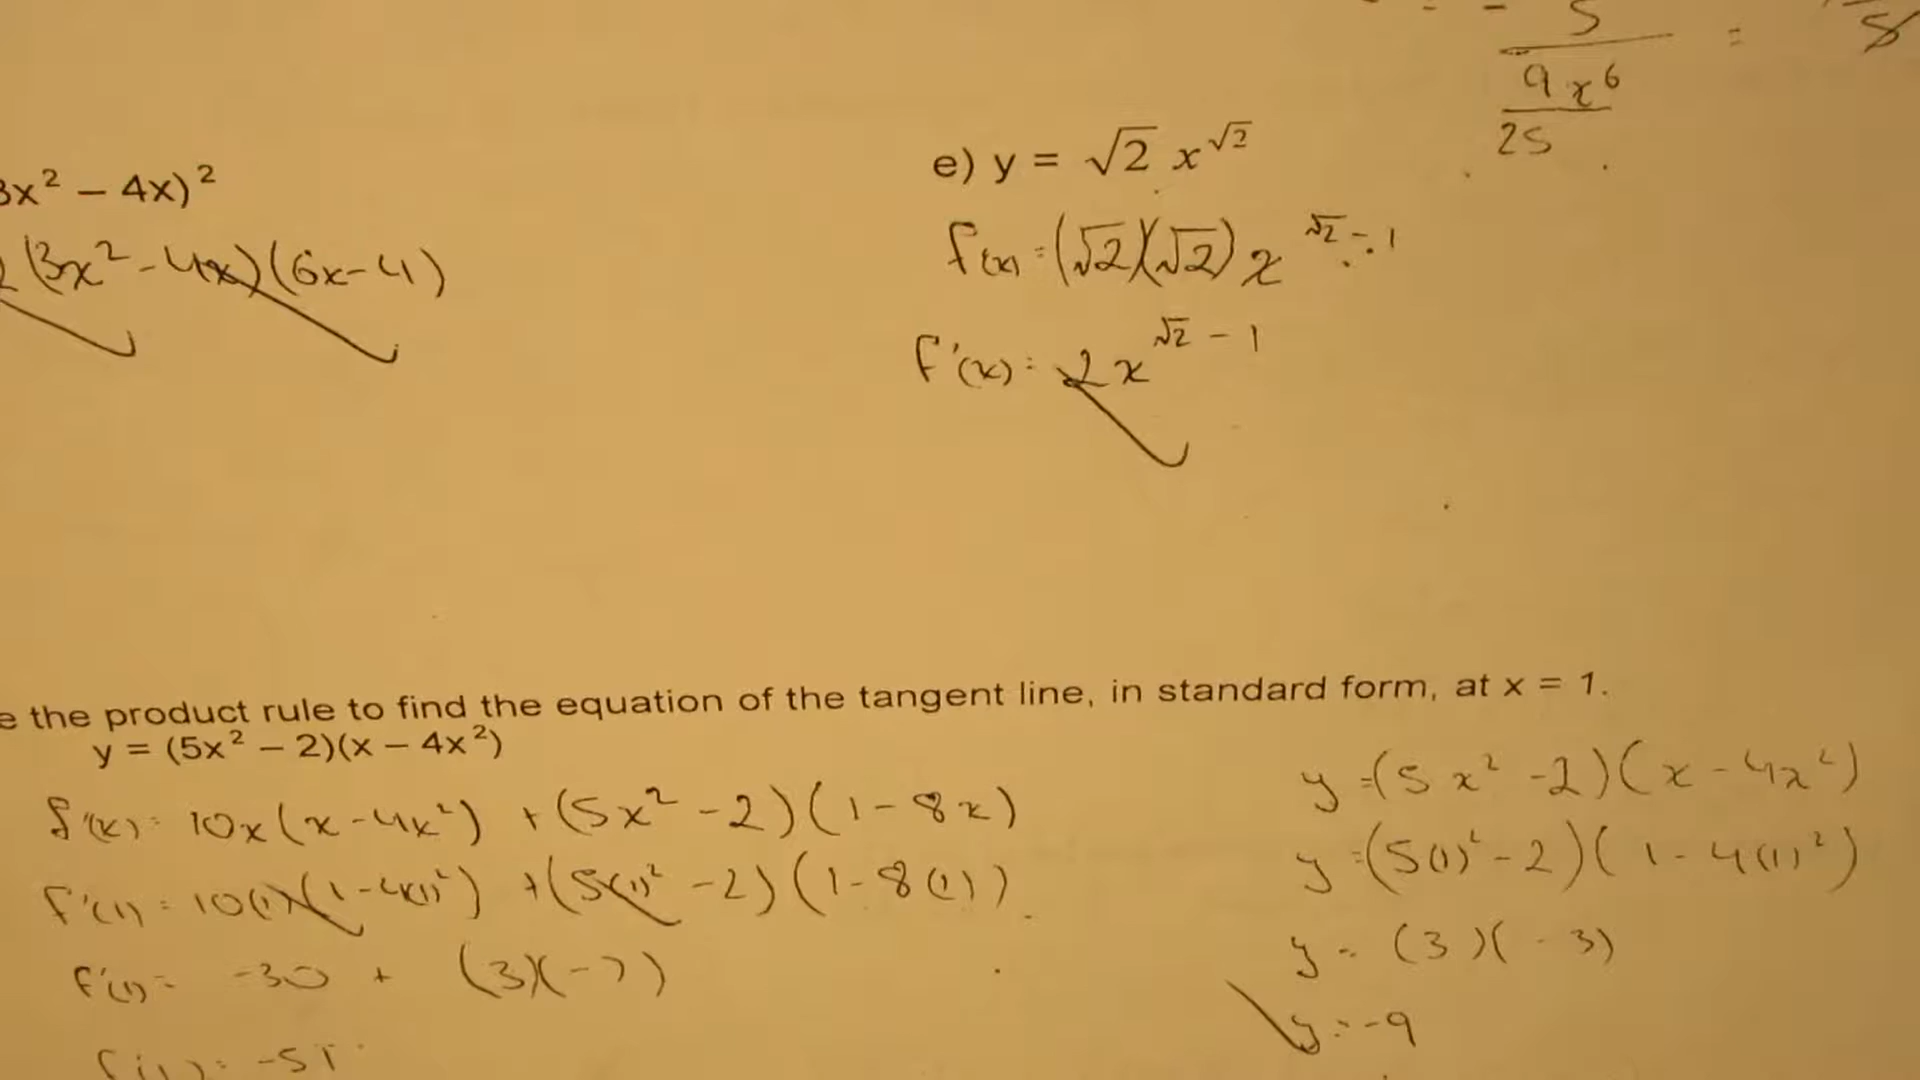 5
9x⁶ = 8
25
3x² – 4x)²
2(3x² - 4x)(6x-4)
e) y = √2 x^√2
f(x) = (√2)(√2) x^√2 - 1
f'(x) = 2x^√2 - 1
e the product rule to find the equation of the tangent line, in standard form, at x = 1.
y = (5x² – 2)(x – 4x²)
f'(x) = 10x(x-4x²) + (5x² - 2)(1 - 8x)
f'(1) = 10(1)(1-4(1)²) + (5(1)² - 2)(1 - 8(1))
f'(1) = -30 + (3)(-7)
f'(1) = -51
y = (5x² - 2)(x - 4x²)
y = (5(1)² - 2)(1 - 4(1)²)
y = (3)(-3)
y = -9